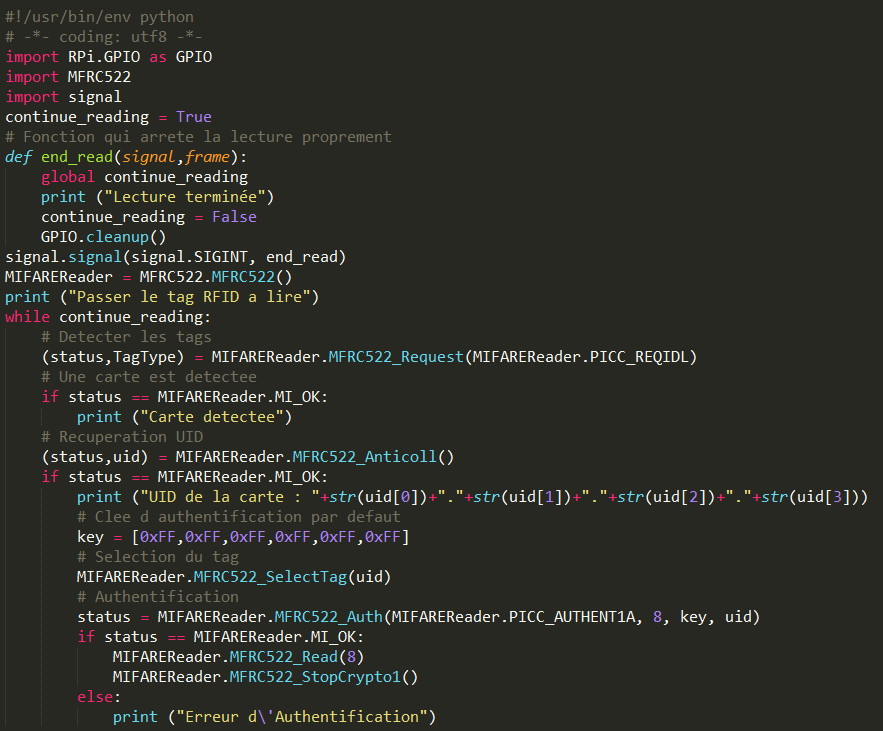 #!/usr/bin/env python
# -*- coding: utf8 -*-
import RPi.GPIO as GPIO
import MFRC522
import signal
continue_reading = True
# Fonction qui arrete la lecture proprement
def end_read(signal,frame):
    global continue_reading
    print ("Lecture terminée")
    continue_reading = False
    GPIO.cleanup()
signal.signal(signal.SIGINT, end_read)
MIFAREReader = MFRC522.MFRC522()
print ("Passer le tag RFID a lire")
while continue_reading:
    # Detecter les tags
    (status,TagType) = MIFAREReader.MFRC522_Request(MIFAREReader.PICC_REQIDL)
    # Une carte est detectee
    if status == MIFAREReader.MI_OK:
        print ("Carte detectee")
    # Recuperation UID
    (status,uid) = MIFAREReader.MFRC522_Anticoll()
    if status == MIFAREReader.MI_OK:
        print ("UID de la carte : "+str(uid[0])+"."+str(uid[1])+"."+str(uid[2])+"."+str(uid[3]))
        # Clee d authentification par defaut
        key = [0xFF,0xFF,0xFF,0xFF,0xFF,0xFF]
        # Selection du tag
        MIFAREReader.MFRC522_SelectTag(uid)
        # Authentification
        status = MIFAREReader.MFRC522_Auth(MIFAREReader.PICC_AUTHENT1A, 8, key, uid)
        if status == MIFAREReader.MI_OK:
            MIFAREReader.MFRC522_Read(8)
            MIFAREReader.MFRC522_StopCrypto1()
        else:
            print ("Erreur d\'Authentification")